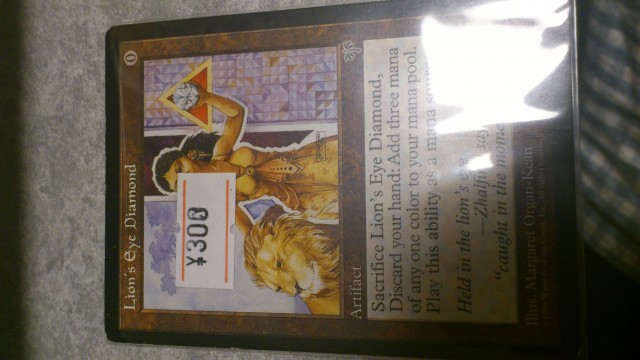 Lion's Eye Diamond
0
¥300
Artifact
Sacrifice Lion's Eye Diamond,
Discard your hand: Add three mana
of any one color to your mana pool.
Play this ability as a mana
Held in the lion's eye
—Zhalfirin
"caught in the
Illus. Margaret Organ-Kean